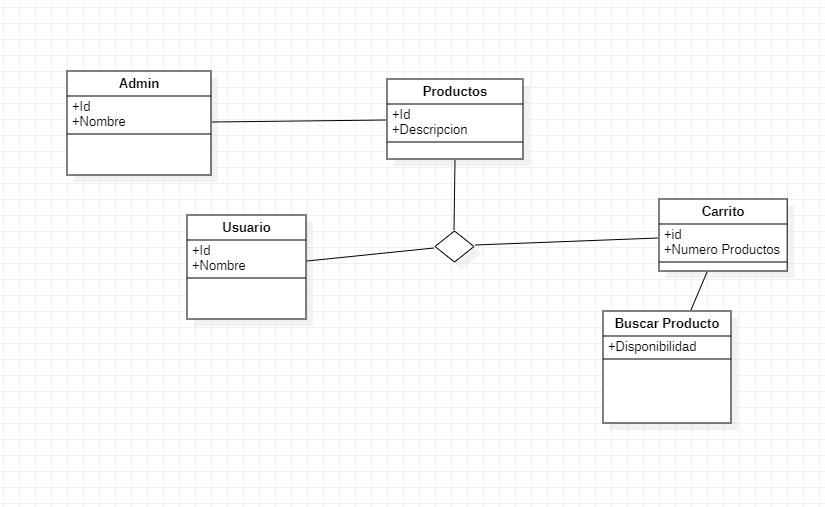 Admin
+Id
+Nombre
Productos
+Id
+Descripcion
Usuario
+Id
+Nombre
Carrito
+id
+Numero Productos
Buscar Producto
+Disponibilidad